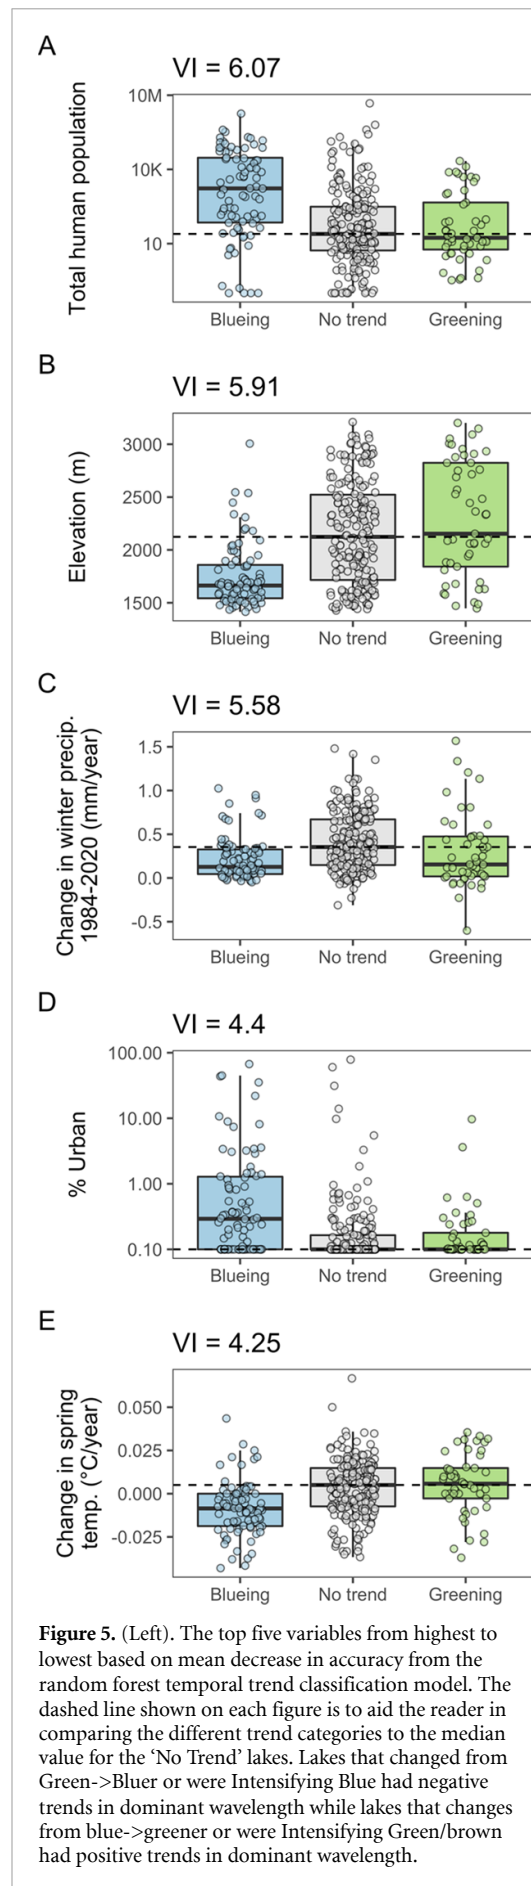 A
VI = 6.07
Total human population
10M
10K
10
Blueing No trend Greening
B
VI = 5.91
Elevation (m)
3000
2500
2000
1500
Blueing No trend Greening
C
VI = 5.58
Change in winter precip.
1984-2020 (mm/year)
1.5
1.0
0.5
0.0
-0.5
Blueing No trend Greening
D
VI = 4.4
% Urban
100.00
10.00
1.00
0.10
Blueing No trend Greening
E
VI = 4.25
Change in spring
temp. (°C/year)
0.050
0.025
0.000
-0.025
Blueing No trend Greening
Figure 5. (Left). The top five variables from highest to
lowest based on mean decrease in accuracy from the
random forest temporal trend classification model. The
dashed line shown on each figure is to aid the reader in
comparing the different trend categories to the median
value for the ‘No Trend’ lakes. Lakes that changed from
Green->Bluer or were Intensifying Blue had negative
trends in dominant wavelength while lakes that changes
from blue->greener or were Intensifying Green/brown
had positive trends in dominant wavelength.